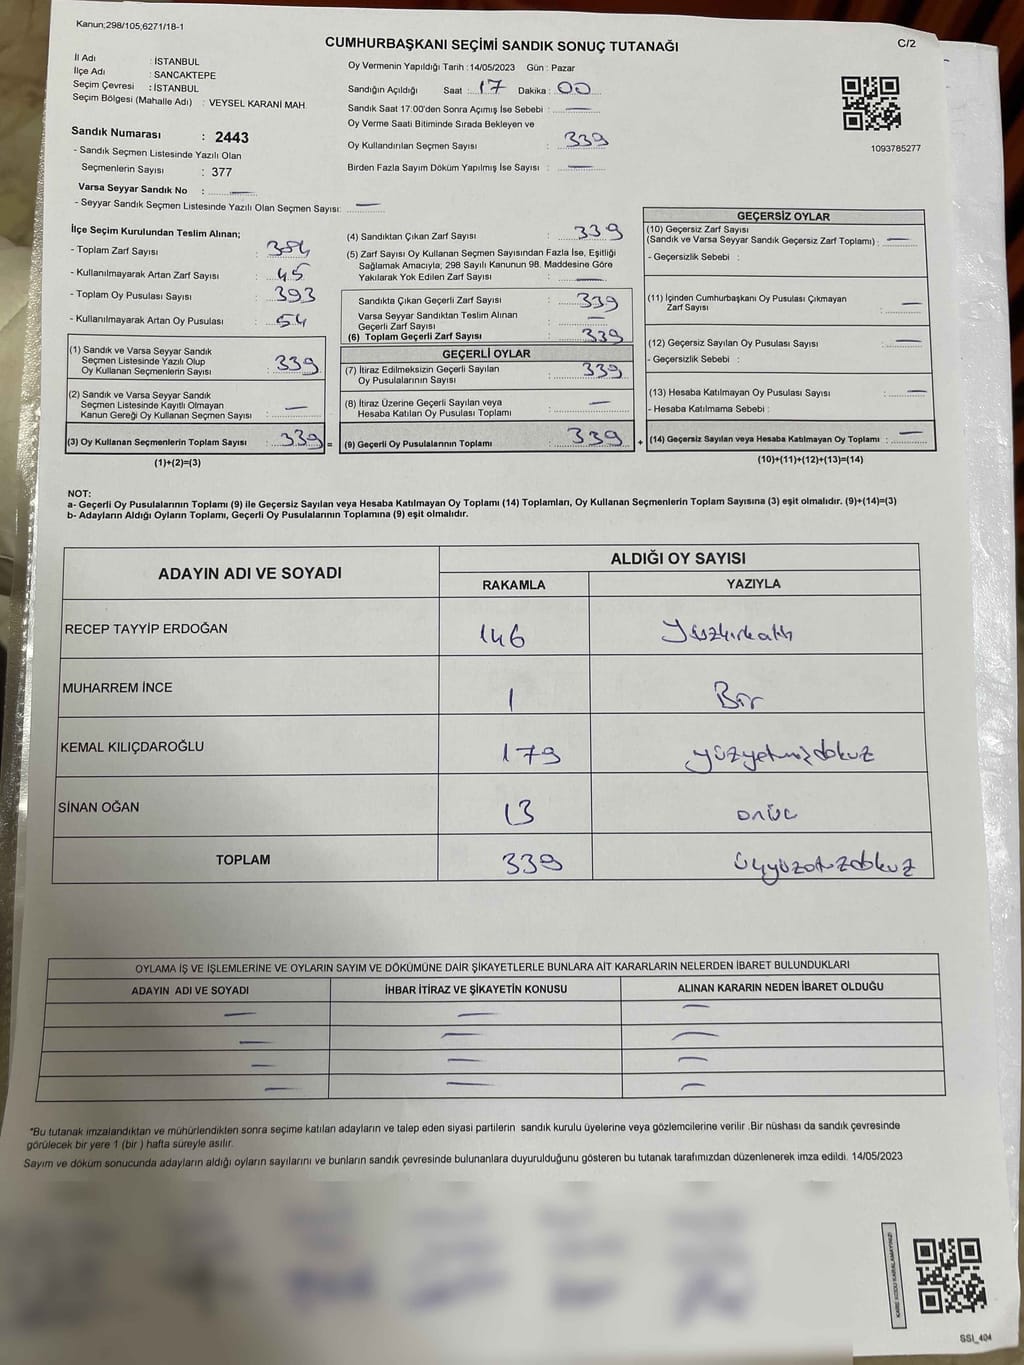 Kanun;298/105,6271/18-1
CUMHURBAŞKANI SEÇİMİ SANDIK SONUÇ TUTANAĞI
C/2
İl Adı : İSTANBUL
İlçe Adı : SANCAKTEPE
Seçim Çevresi : İSTANBUL
Seçim Bölgesi (Mahalle Adı) : VEYSEL KARANİ MAH.
Sandık Numarası : 2443
- Sandık Seçmen Listesinde Yazılı Olan
Seçmenlerin Sayısı : 377
Varsa Seyyar Sandık No : —
- Seyyar Sandık Seçmen Listesinde Yazılı Olan Seçmen Sayısı: —
Oy Vermenin Yapıldığı Tarih :14/05/2023 Gün : Pazar
Sandığın Açıldığı Saat : 17 Dakika : 00
Sandık Saat 17:00'den Sonra Açımış İse Sebebi : —
Oy Verme Saati Bitiminde Sırada Bekleyen ve
Oy Kullandırılan Seçmen Sayısı : 339
Birden Fazla Sayım Döküm Yapılmış İse Sayısı : —
1093785277
İlçe Seçim Kurulundan Teslim Alınan;
- Toplam Zarf Sayısı : 384
- Kullanılmayarak Artan Zarf Sayısı : 45
- Toplam Oy Pusulası Sayısı : 393
- Kullanılmayarak Artan Oy Pusulası : 54
(1) Sandık ve Varsa Seyyar Sandık
Seçmen Listesinde Yazılı Olup
Oy Kullanan Seçmenlerin Sayısı : 339
(2) Sandık ve Varsa Seyyar Sandık
Seçmen Listesinde Kayıtlı Olmayan
Kanun Gereği Oy Kullanan Seçmen Sayısı : —
(3) Oy Kullanan Seçmenlerin Toplam Sayısı : 339 =
(1)+(2)=(3)
(4) Sandıktan Çıkan Zarf Sayısı : 339
(5) Zarf Sayısı Oy Kullanan Seçmen Sayısından Fazla İse, Eşitliği
Sağlamak Amacıyla; 298 Sayılı Kanunun 98. Maddesine Göre
Yakılarak Yok Edilen Zarf Sayısı : —
Sandıkta Çıkan Geçerli Zarf Sayısı : 339
Varsa Seyyar Sandıktan Teslim Alınan
Geçerli Zarf Sayısı : —
(6) Toplam Geçerli Zarf Sayısı : 339
GEÇERLİ OYLAR
(7) İtiraz Edilmeksizin Geçerli Sayılan
Oy Pusulalarının Sayısı : 339
(8) İtiraz Üzerine Geçerli Sayılan veya
Hesaba Katılan Oy Pusulası Toplamı : —
(9) Geçerli Oy Pusulalarının Toplamı : 339 +
GEÇERSİZ OYLAR
(10) Geçersiz Zarf Sayısı
(Sandık ve Varsa Seyyar Sandık Geçersiz Zarf Toplamı) : —
- Geçersizlik Sebebi :
(11) İçinden Cumhurbaşkanı Oy Pusulası Çıkmayan
Zarf Sayısı : —
(12) Geçersiz Sayılan Oy Pusulası Sayısı : —
- Geçersizlik Sebebi :
(13) Hesaba Katılmayan Oy Pusulası Sayısı : —
- Hesaba Katılmama Sebebi :
(14) Geçersiz Sayılan veya Hesaba Katılmayan Oy Toplamı : —
(10)+(11)+(12)+(13)=(14)
NOT:
a- Geçerli Oy Pusulalarının Toplamı (9) ile Geçersiz Sayılan veya Hesaba Katılmayan Oy Toplamı (14) Toplamları, Oy Kullanan Seçmenlerin Toplam Sayısına (3) eşit olmalıdır. (9)+(14)=(3)
b- Adayların Aldığı Oyların Toplamı, Geçerli Oy Pusulalarının Toplamına (9) eşit olmalıdır.
ADAYIN ADI VE SOYADI
ALDIĞI OY SAYISI
RAKAMLA YAZIYLA
RECEP TAYYİP ERDOĞAN 146 Yüzkırkaltı
MUHARREM İNCE 1 Bir
KEMAL KILIÇDAROĞLU 179 yüzyetmişdokuz
SİNAN OĞAN 13 onüç
TOPLAM 339 üçyüzotuzdokuz
OYLAMA İŞ VE İŞLEMLERİNE VE OYLARIN SAYIM VE DÖKÜMÜNE DAİR ŞİKAYETLERLE BUNLARA AİT KARARLARIN NELERDEN İBARET BULUNDUKLARI
ADAYIN ADI VE SOYADI İHBAR İTİRAZ VE ŞİKAYETİN KONUSU ALINAN KARARIN NEDEN İBARET OLDUĞU
— — —
— — —
— — —
— — —
"Bu tutanak imzalandıktan ve mühürlendikten sonra seçime katılan adayların ve talep eden siyasi partilerin sandık kurulu üyelerine veya gözlemcilerine verilir .Bir nüshası da sandık çevresinde
görülecek bir yere 1 (bir ) hafta süreyle asılır.
Sayım ve döküm sonucunda adayların aldığı oyların sayılarını ve bunların sandık çevresinde bulunanlara duyurulduğunu gösteren bu tutanak tarafımızdan düzenlenerek imza edildi. 14/05/2023
KARE KODU KARALAMAYINIZ!
SSİ_404